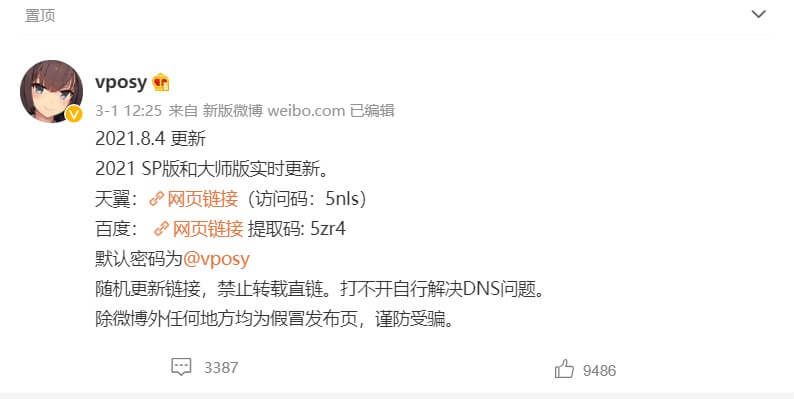 置顶
vposy
3-1 12:25 来自 新版微博 weibo.com 已编辑
2021.8.4 更新
2021 SP版和大师版实时更新。
天翼：网页链接（访问码：5nls）
百度： 网页链接 提取码: 5zr4
默认密码为@vposy
随机更新链接，禁止转载直链。打不开自行解决DNS问题。
除微博外任何地方均为假冒发布页，谨防受骗。
3387 9486